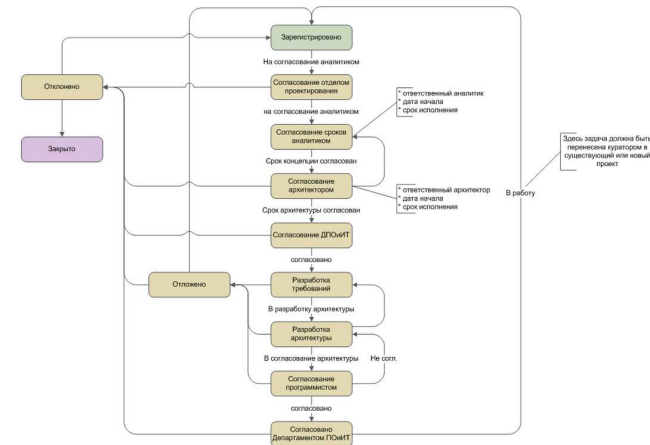 Зарегистрировано
На согласование аналитиком
Отклонено
Согласование отделом
проектирования
* ответственный аналитик
* дата начала
* срок исполнения
на согласование аналитиком
Закрыто
Согласование сроков
аналитиком
Здесь задача должна быть
перенесена куратором в
существующий или новый
проект
Срок концепции согласован
Согласование
архитектором
* ответственный архитектор
* дата начала
* срок исполнения
В работу
Срок архитектуры согласован
Согласование ДПОиИТ
согласовано
Отложено
Разработка
требований
В разработку архитектуры
Разработка
архитектуры
В согласование архитектуры
Не согл.
Согласование
программистом
согласовано
Согласовано
Департаментом ПОиИТ